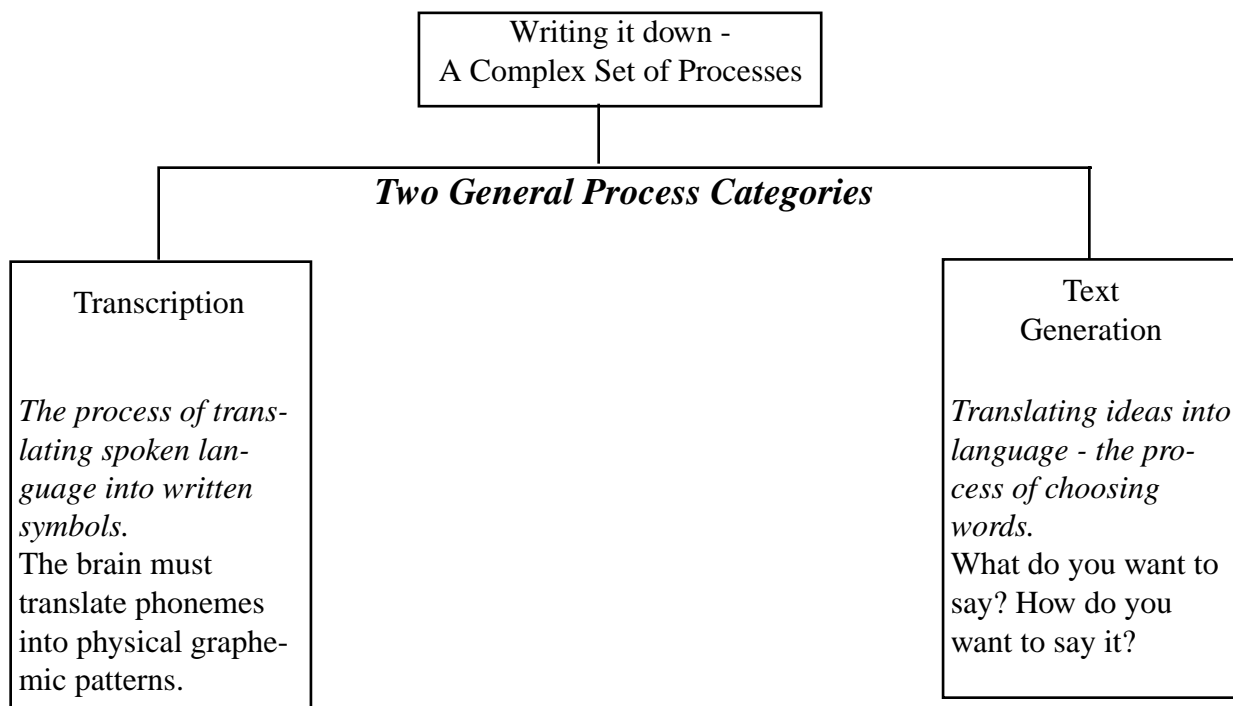 Writing it down -
A Complex Set of Processes
Two General Process Categories
Transcription
The process of trans-
lating spoken lan-
guage into written
symbols.
The brain must
translate phonemes
into physical graphe-
mic patterns.
Text
Generation
Translating ideas into
language - the pro-
cess of choosing
words.
What do you want to
say? How do you
want to say it?